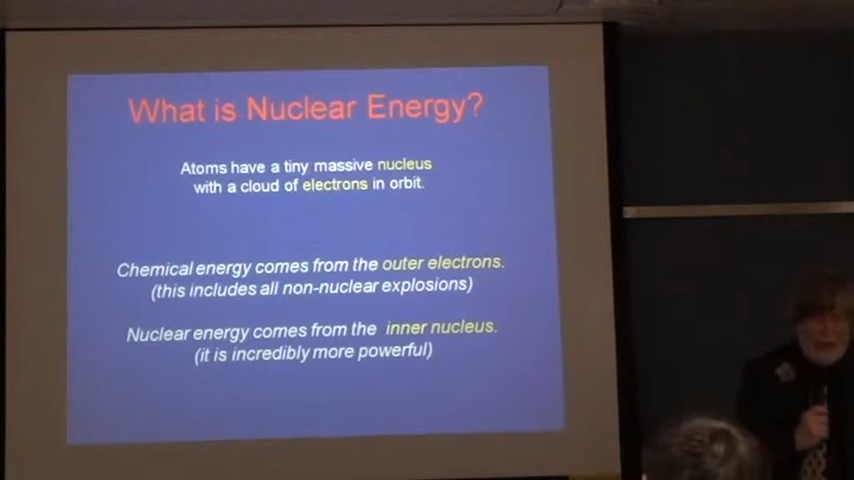 What is Nuclear Energy?
Atoms have a tiny massive nucleus
with a cloud of electrons in orbit.
Chemical energy comes from the outer electrons.
(this includes all non-nuclear explosions)
Nuclear energy comes from the inner nucleus.
(it is incredibly more powerful)